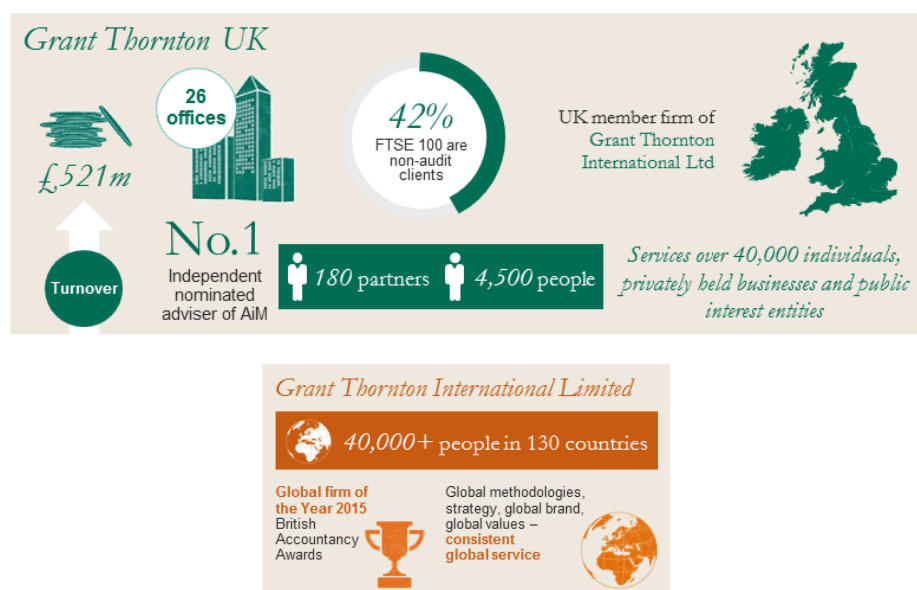 Grant Thornton UK
26
offices
£521m
Turnover
No.1
Independent
nominated
adviser of AiM
42%
FTSE 100 are
non-audit
clients
UK member firm of
Grant Thornton
International Ltd
180 partners
4,500 people
Services over 40,000 individuals,
privately held businesses and public
interest entities
Grant Thornton International Limited
40,000+ people in 130 countries
Global firm of
the Year 2015
British
Accountancy
Awards
Global methodologies,
strategy, global brand,
global values –
consistent
global service